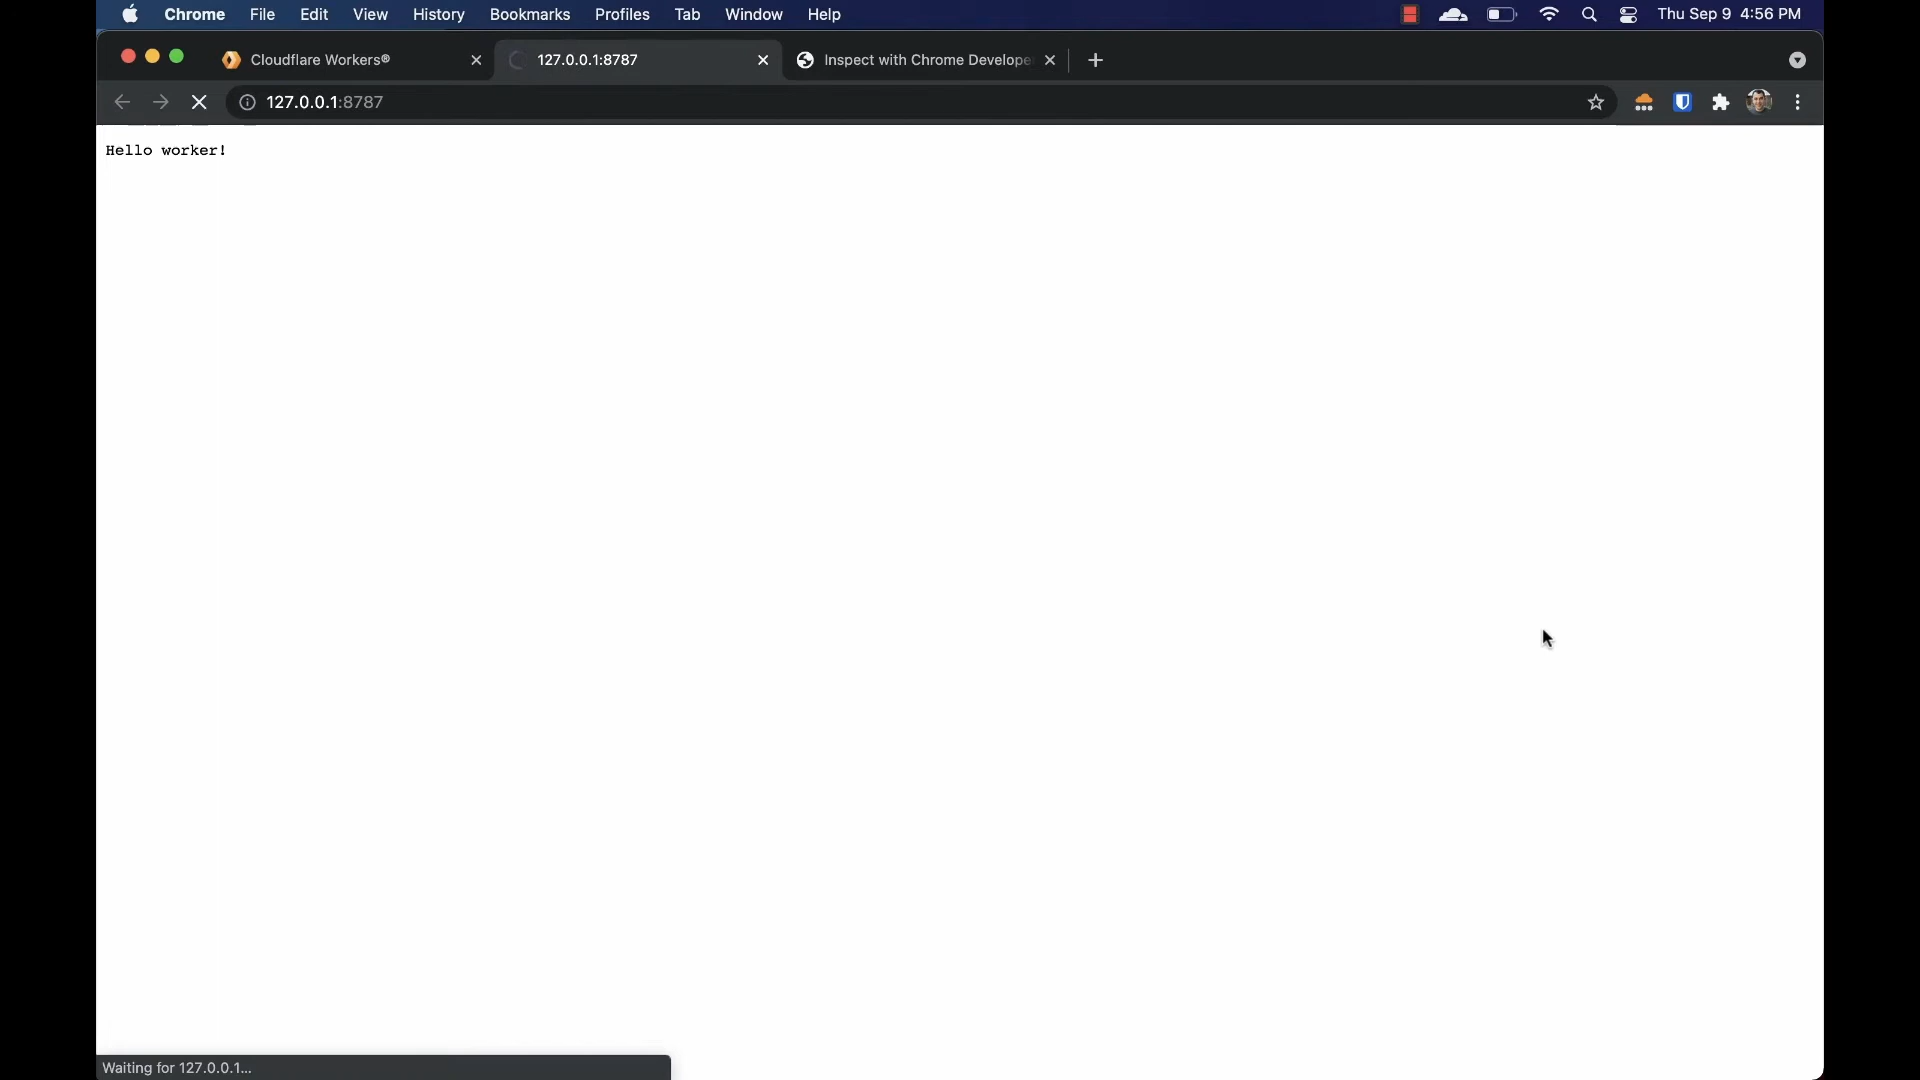 Chrome File Edit View History Bookmarks Profiles Tab Window Help Thu Sep 9 4:56 PM
Cloudflare Workers® 127.0.0.1:8787 Inspect with Chrome Develope
127.0.0.1:8787
Hello worker!
Waiting for 127.0.0.1...